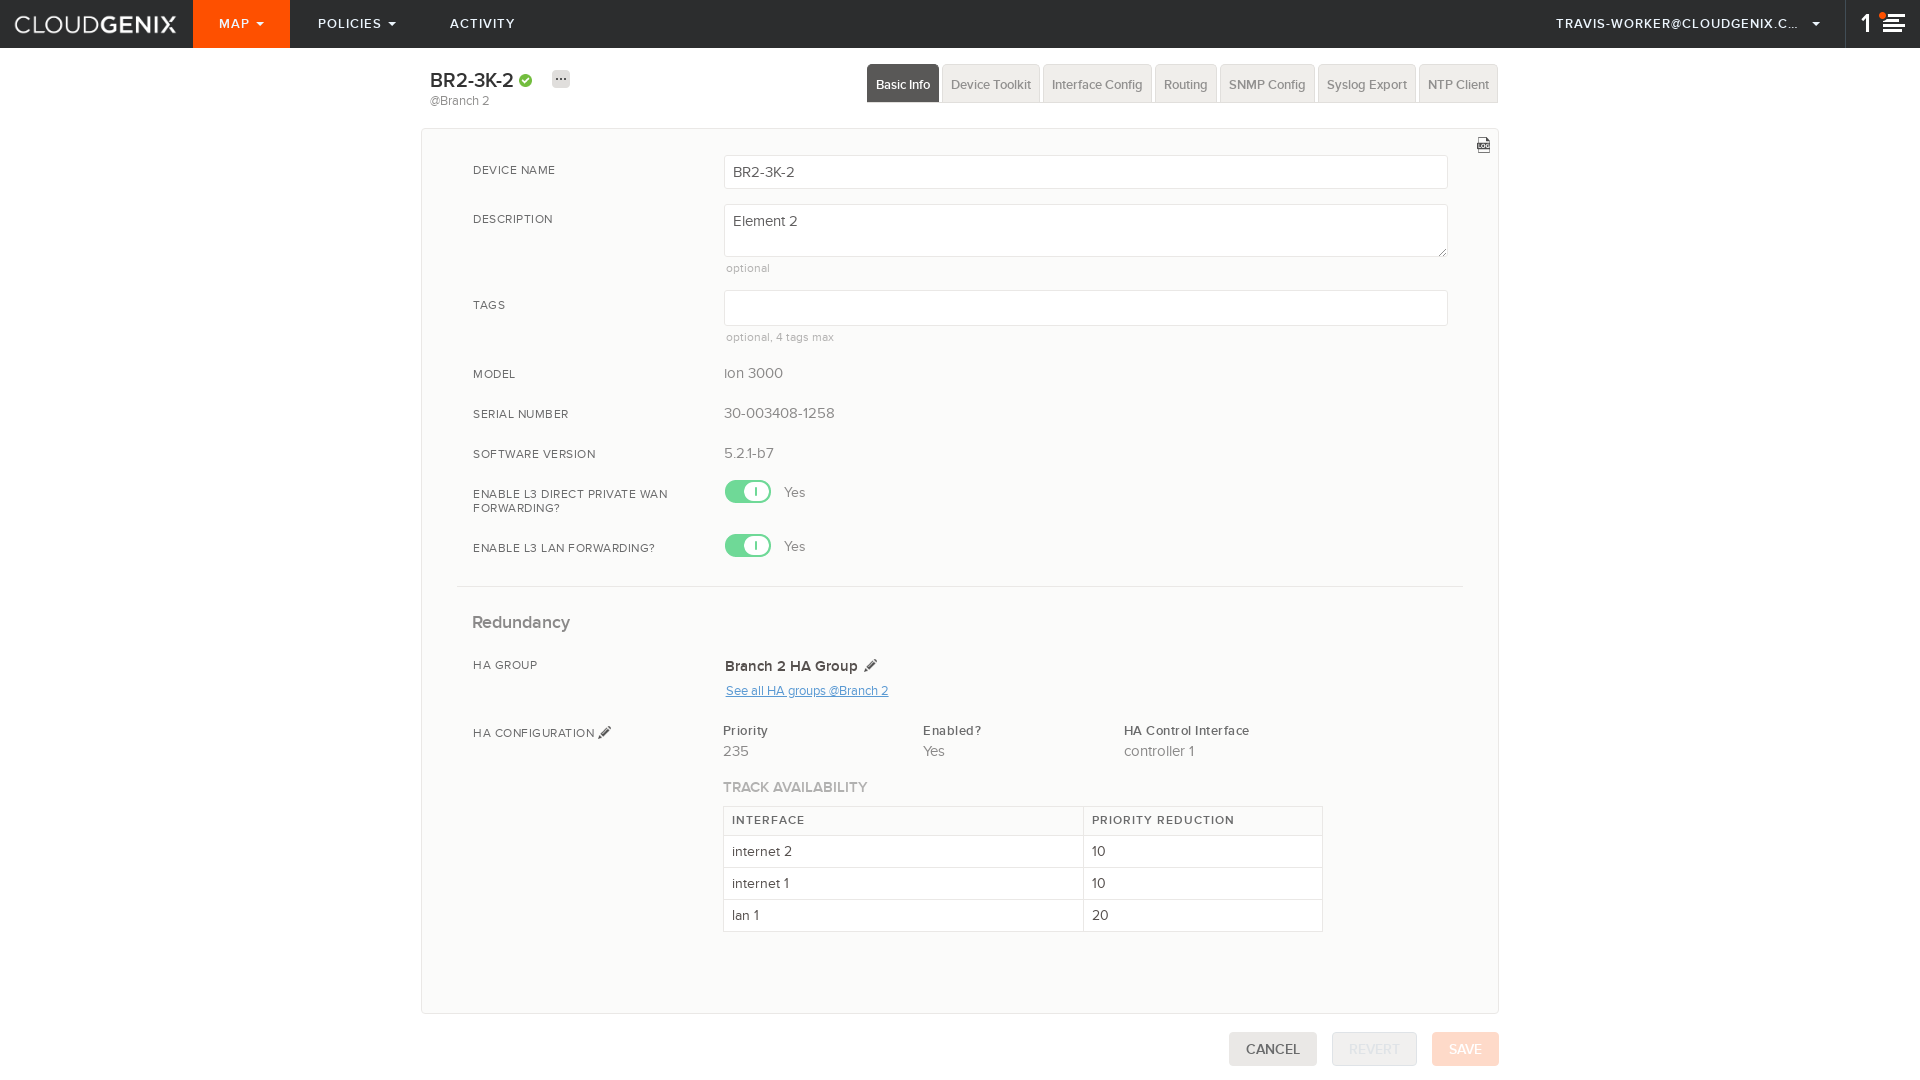 CLOUDGENIX MAP POLICIES ACTIVITY TRAVIS-WORKER@CLOUDGENIX.C... 1
BR2-3K-2 ...
@Branch 2
Basic Info Device Toolkit Interface Config Routing SNMP Config Syslog Export NTP Client
LOG
DEVICE NAME BR2-3K-2
DESCRIPTION Element 2
optional
TAGS
optional, 4 tags max
MODEL ion 3000
SERIAL NUMBER 30-003408-1258
SOFTWARE VERSION 5.2.1-b7
ENABLE L3 DIRECT PRIVATE WAN Yes
FORWARDING?
ENABLE L3 LAN FORWARDING? Yes
Redundancy
HA GROUP Branch 2 HA Group
See all HA groups @Branch 2
HA CONFIGURATION Priority Enabled? HA Control Interface
235 Yes controller 1
TRACK AVAILABILITY
INTERFACE PRIORITY REDUCTION
internet 2 10
internet 1 10
lan 1 20
CANCEL REVERT SAVE